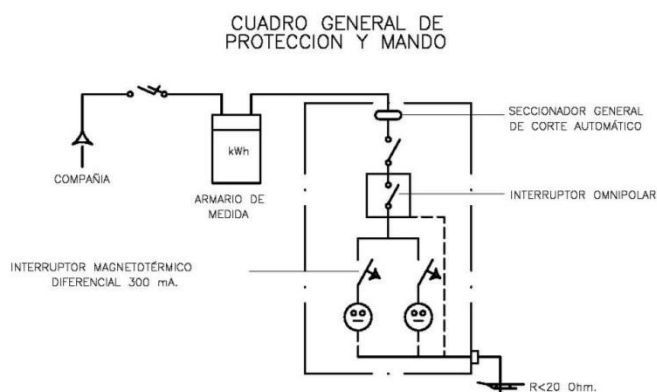 CUADRO GENERAL DE
PROTECCION Y MANDO
SECCIONADOR GENERAL
DE CORTE AUTOMÁTICO
kWh
COMPAÑIA
ARMARIO DE
MEDIDA
INTERRUPTOR OMNIPOLAR
INTERRUPTOR MAGNETOTÉRMICO
DIFERENCIAL 300 mA.
R<20 Ohm.